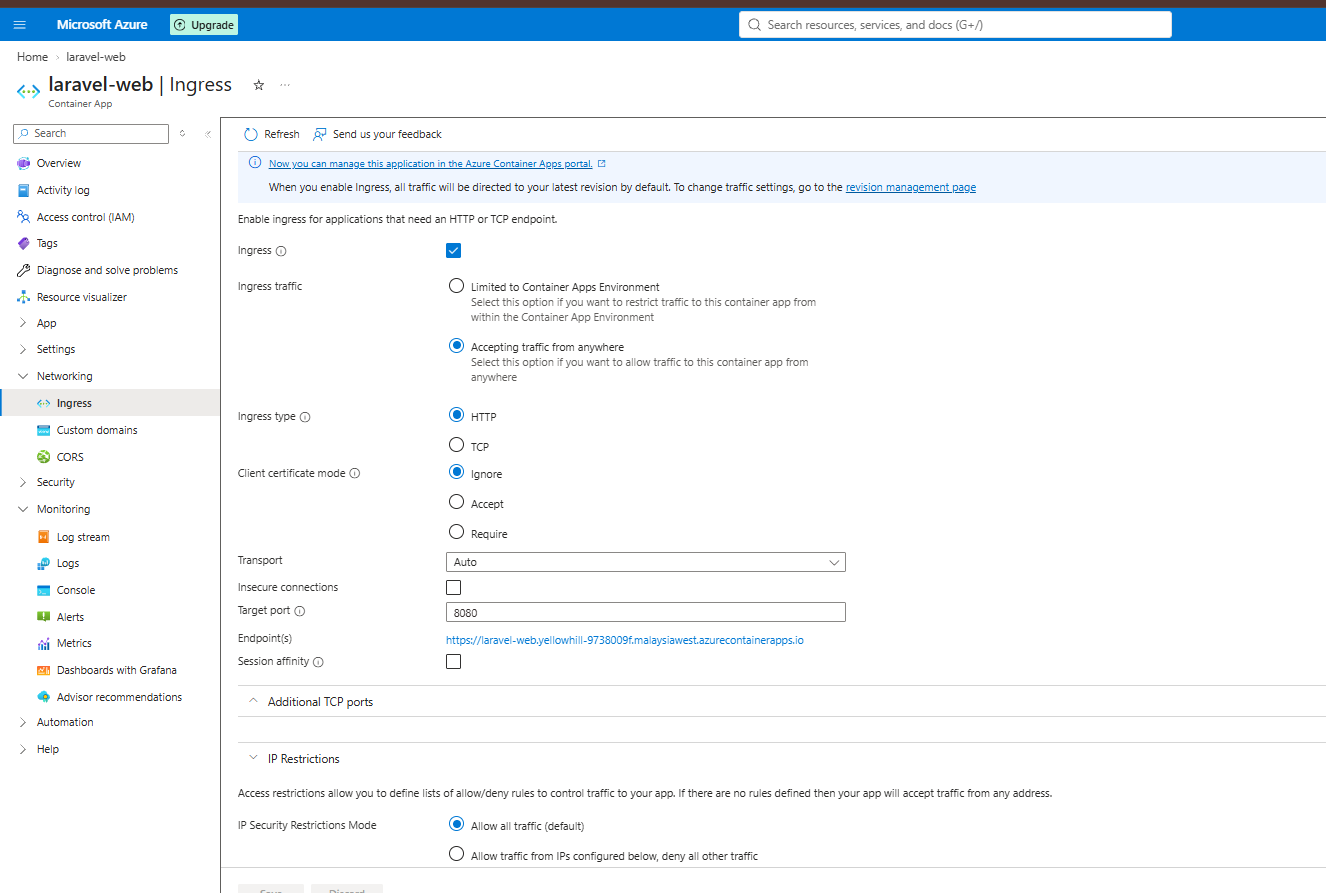 Microsoft Azure
Upgrade
Search resources, services, and docs (G+/)
Home > laravel-web
laravel-web | Ingress
Container App
Search
Overview
Activity log
Access control (IAM)
Tags
Diagnose and solve problems
Resource visualizer
App
Settings
Networking
Ingress
Custom domains
CORS
Security
Monitoring
Log stream
Logs
Console
Alerts
Metrics
Dashboards with Grafana
Advisor recommendations
Automation
Help
Refresh
Send us your feedback
Now you can manage this application in the Azure Container Apps portal.
When you enable Ingress, all traffic will be directed to your latest revision by default. To change traffic settings, go to the revision management page
Enable ingress for applications that need an HTTP or TCP endpoint.
Ingress
Ingress traffic
Limited to Container Apps Environment
Select this option if you want to restrict traffic to this container app from
within the Container App Environment
Accepting traffic from anywhere
Select this option if you want to allow traffic to this container app from
anywhere
Ingress type
HTTP
TCP
Client certificate mode
Ignore
Accept
Require
Transport
Auto
Insecure connections
Target port
8080
Endpoint(s)
https://laravel-web.yellowhill-9738009f.malaysiawest.azurecontainerapps.io
Session affinity
Additional TCP ports
IP Restrictions
Access restrictions allow you to define lists of allow/deny rules to control traffic to your app. If there are no rules defined then your app will accept traffic from any address.
IP Security Restrictions Mode
Allow all traffic (default)
Allow traffic from IPs configured below, deny all other traffic
Save
Discard